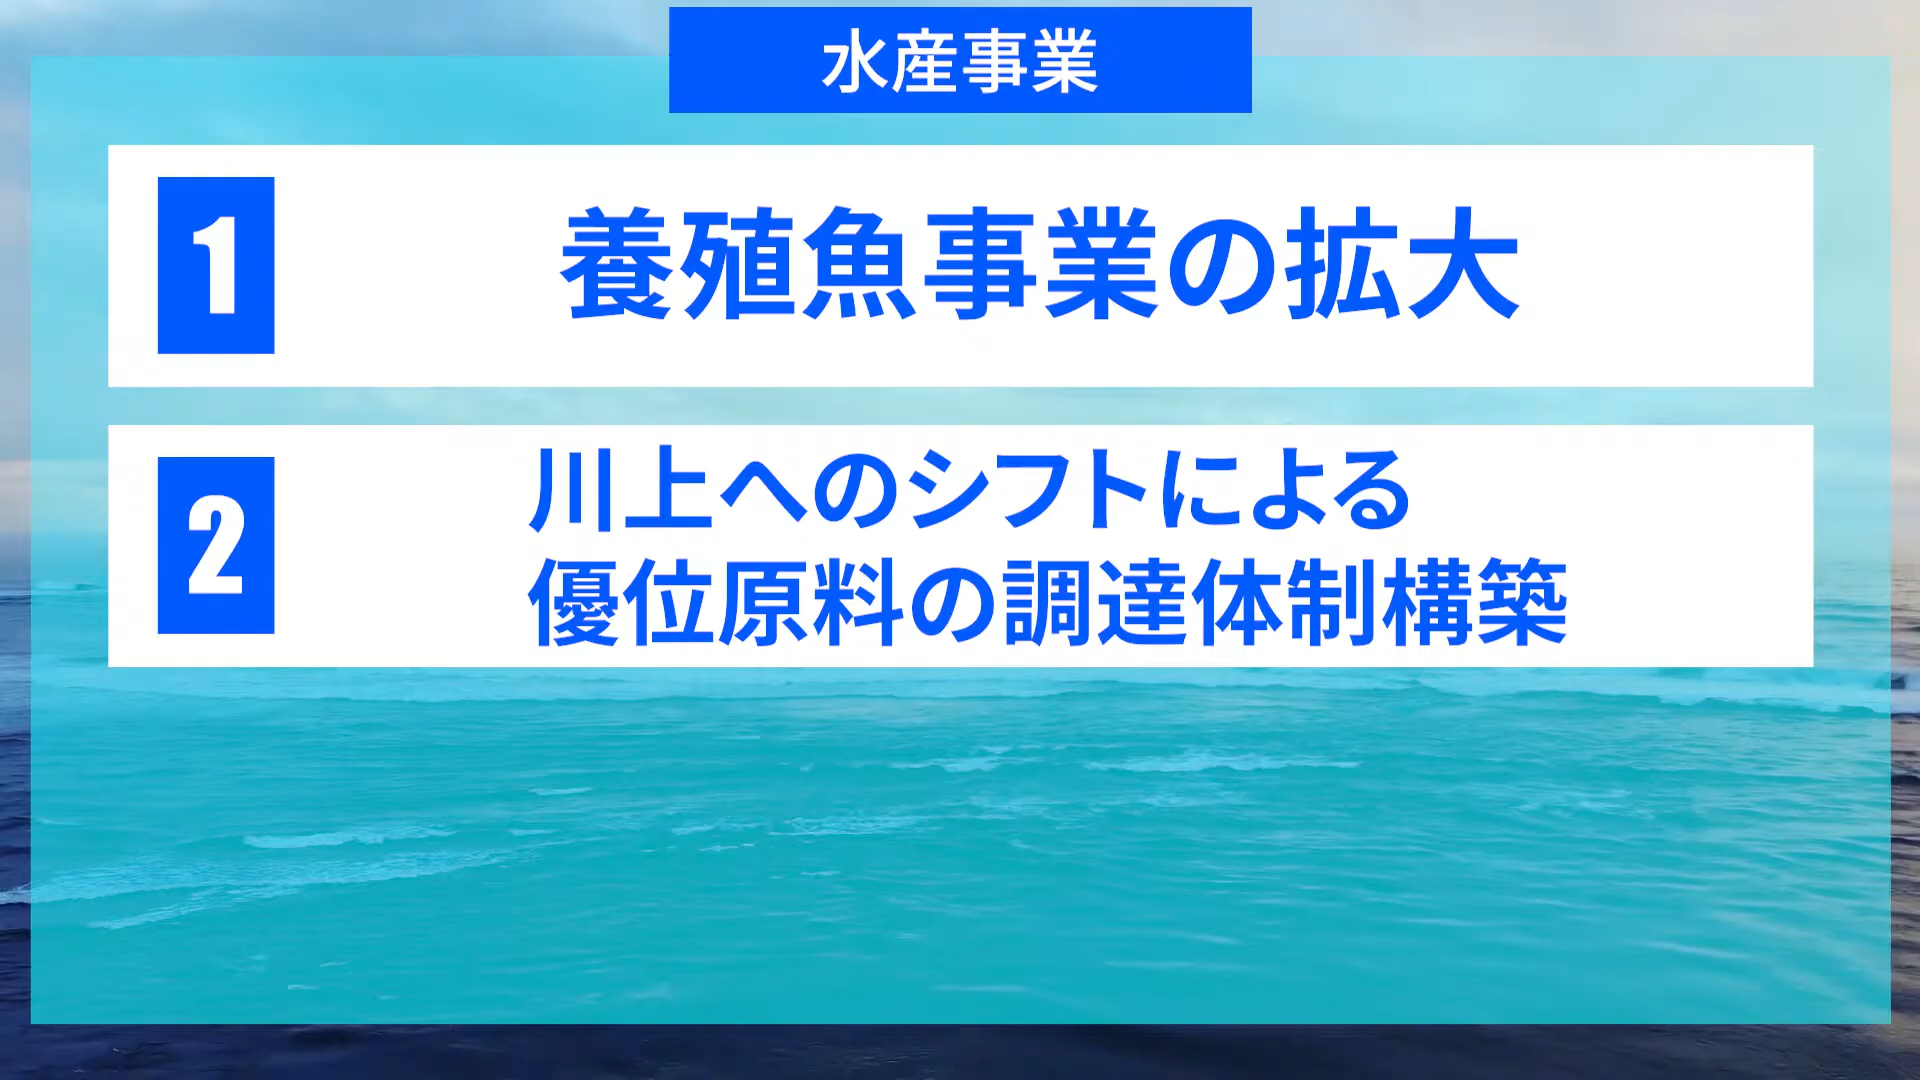 水産事業
1
養殖魚事業の拡大
2
川上へのシフトによる
優位原料の調達体制構築